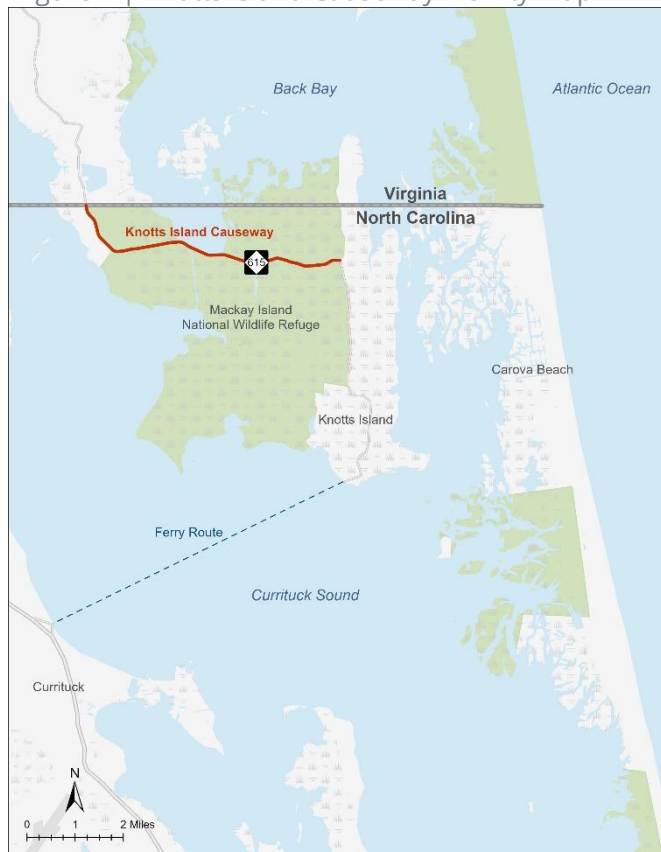 Back Bay
Atlantic Ocean
Virginia
North Carolina
Knotts Island Causeway
615
Mackay Island
National Wildlife Refuge
Carova Beach
Knotts Island
Ferry Route
Currituck Sound
Currituck
N
0 1 2 Miles